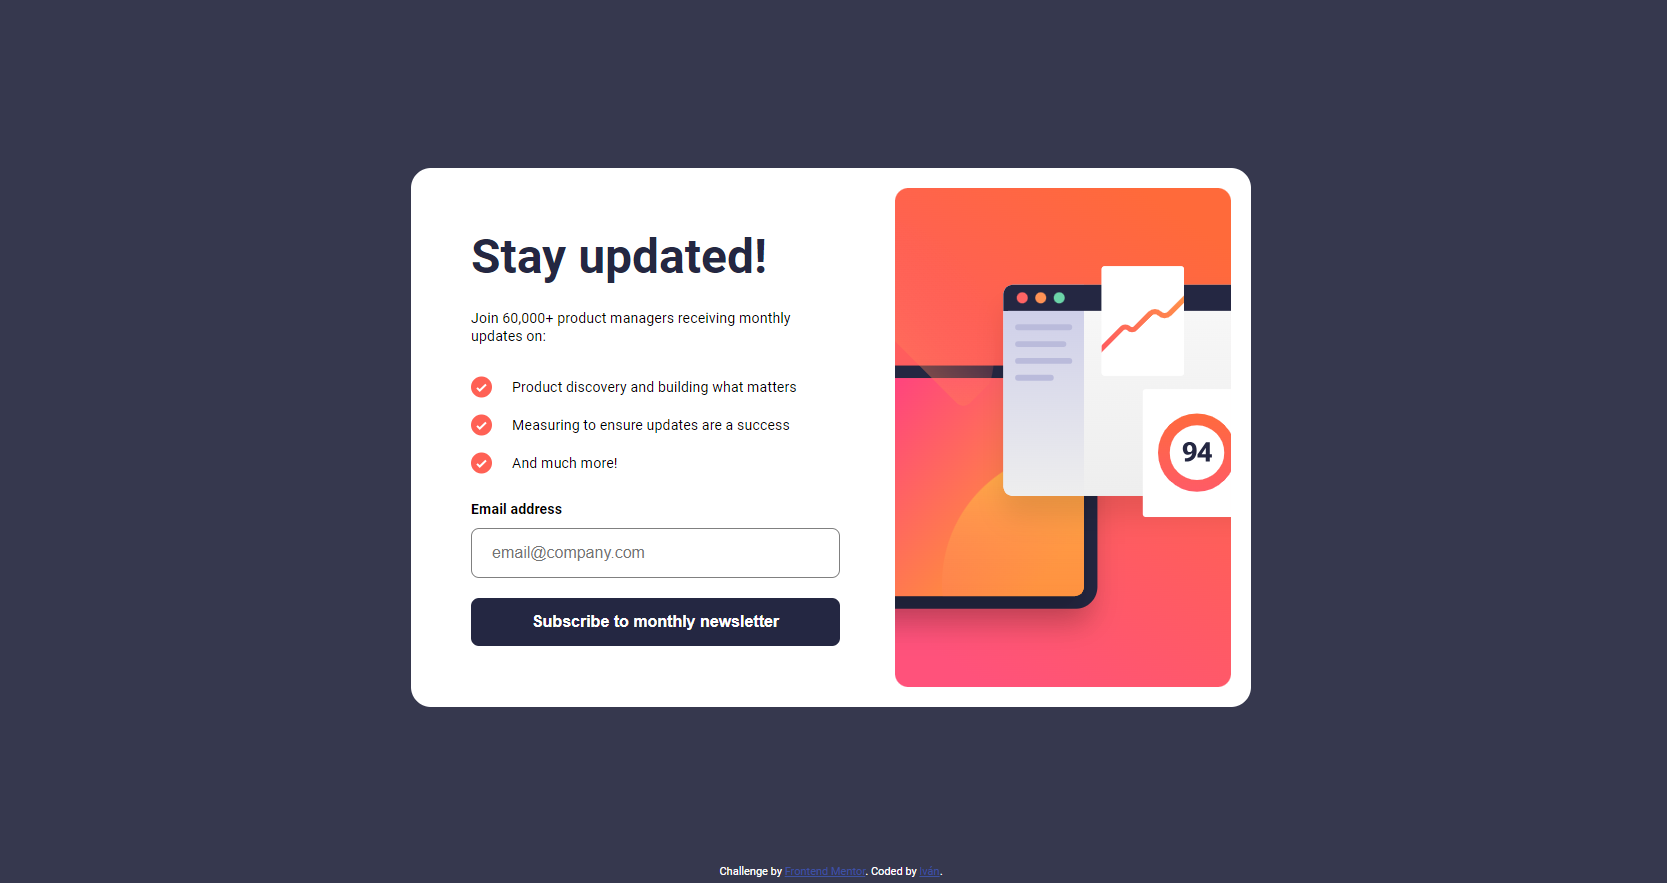 Stay updated!
Join 60,000+ product managers receiving monthly
updates on:
Product discovery and building what matters
Measuring to ensure updates are a success
And much more!
Email address
email@company.com
Subscribe to monthly newsletter
94
Challenge by Frontend Mentor. Coded by Iván.